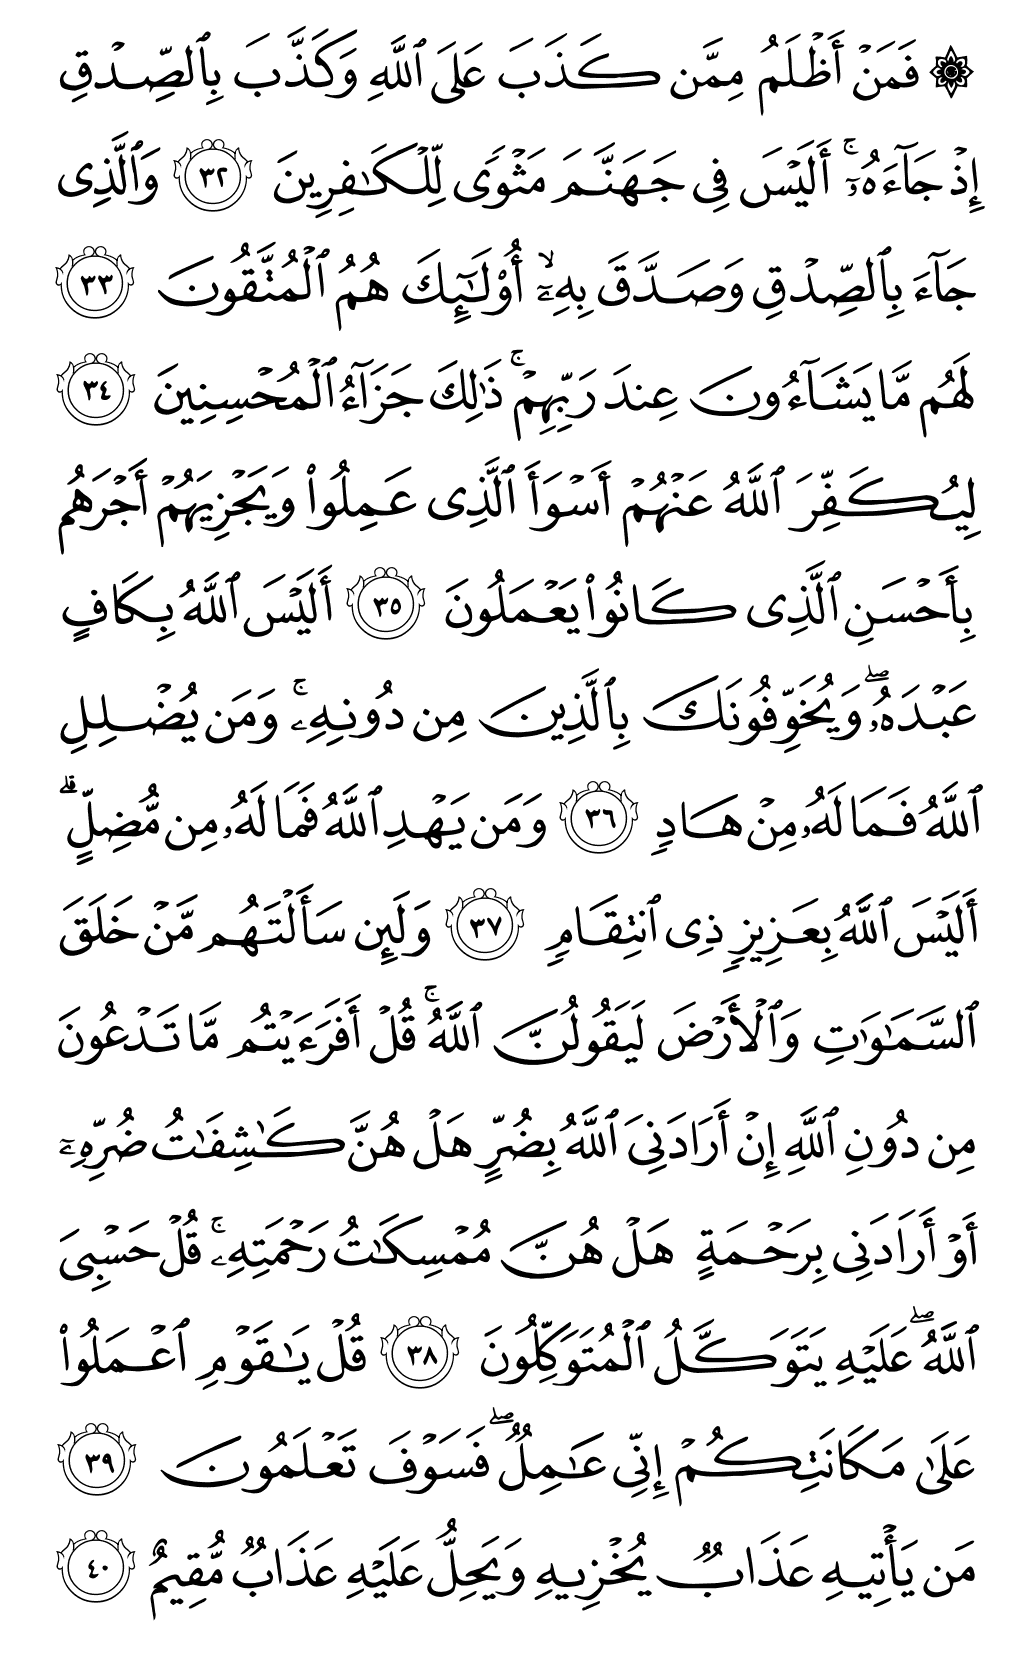 ۞ فَمَنْ أَظْلَمُ مِمَّن كَذَبَ عَلَى ٱللَّهِ وَكَذَّبَ بِٱلصِّدْقِ
إِذْ جَآءَهُۥٓ ۚ أَلَيْسَ فِى جَهَنَّمَ مَثْوًى لِّلْكَـٰفِرِينَ ٣٢ وَٱلَّذِى
جَآءَ بِٱلصِّدْقِ وَصَدَّقَ بِهِۦٓ ۙ أُو۟لَـٰٓئِكَ هُمُ ٱلْمُتَّقُونَ ٣٣
لَهُم مَّا يَشَآءُونَ عِندَ رَبِّهِمْ ۚ ذَٰلِكَ جَزَآءُ ٱلْمُحْسِنِينَ ٣٤
لِيُكَفِّرَ ٱللَّهُ عَنْهُمْ أَسْوَأَ ٱلَّذِى عَمِلُوا۟ وَيَجْزِيَهُمْ أَجْرَهُم
بِأَحْسَنِ ٱلَّذِى كَانُوا۟ يَعْمَلُونَ ٣٥ أَلَيْسَ ٱللَّهُ بِكَافٍ
عَبْدَهُۥ ۖ وَيُخَوِّفُونَكَ بِٱلَّذِينَ مِن دُونِهِۦ ۚ وَمَن يُضْلِلِ
ٱللَّهُ فَمَا لَهُۥ مِنْ هَادٍ ٣٦ وَمَن يَهْدِ ٱللَّهُ فَمَا لَهُۥ مِن مُّضِلٍّ ۗ
أَلَيْسَ ٱللَّهُ بِعَزِيزٍ ذِى ٱنتِقَامٍ ٣٧ وَلَئِن سَأَلْتَهُم مَّنْ خَلَقَ
ٱلسَّمَـٰوَٰتِ وَٱلْأَرْضَ لَيَقُولُنَّ ٱللَّهُ ۚ قُلْ أَفَرَءَيْتُم مَّا تَدْعُونَ
مِن دُونِ ٱللَّهِ إِنْ أَرَادَنِىَ ٱللَّهُ بِضُرٍّ هَلْ هُنَّ كَـٰشِفَـٰتُ ضُرِّهِۦٓ
أَوْ أَرَادَنِى بِرَحْمَةٍ هَلْ هُنَّ مُمْسِكَـٰتُ رَحْمَتِهِۦ ۚ قُلْ حَسْبِىَ
ٱللَّهُ ۖ عَلَيْهِ يَتَوَكَّلُ ٱلْمُتَوَكِّلُونَ ٣٨ قُلْ يَـٰقَوْمِ ٱعْمَلُوا۟
عَلَىٰ مَكَانَتِكُمْ إِنِّى عَـٰمِلٌ ۖ فَسَوْفَ تَعْلَمُونَ ٣٩
مَن يَأْتِيهِ عَذَابٌ يُخْزِيهِ وَيَحِلُّ عَلَيْهِ عَذَابٌ مُّقِيمٌ ٤٠